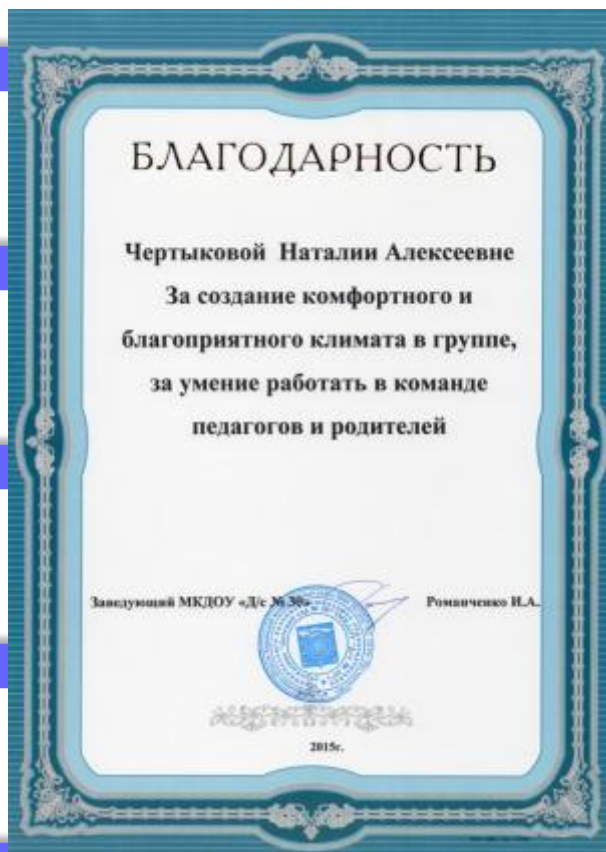 БЛАГОДАРНОСТЬ
Чертыковой Наталии Алексеевне
За создание комфортного и
благоприятного климата в группе,
за умение работать в команде
педагогов и родителей
Заведующий МКДОУ «Д/с № 30» Романченко И.А.
2015г.